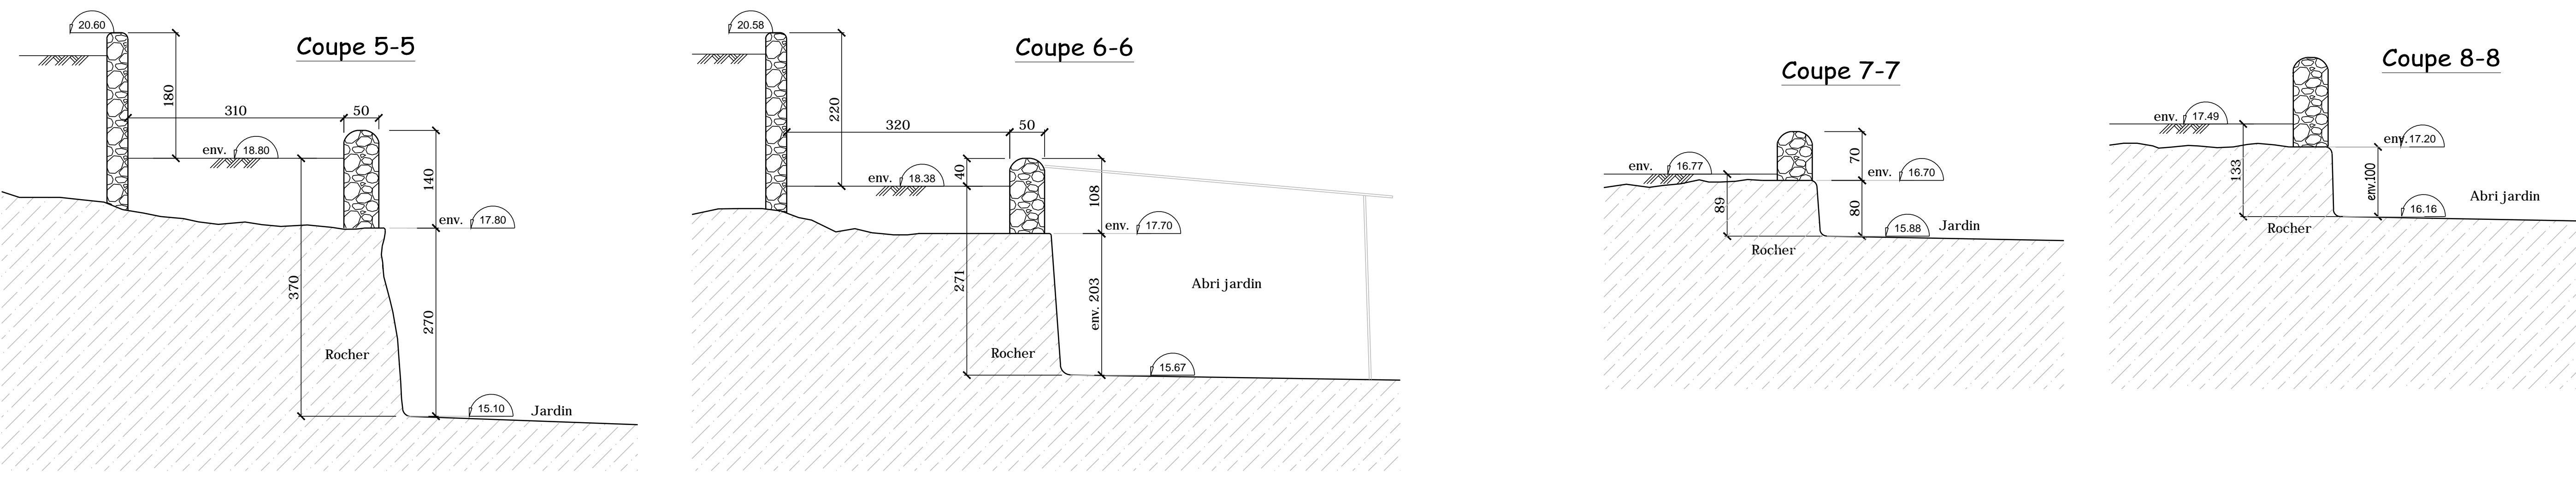 Coupe 5-5
20.60
180
310
50
env. 18.80
140
env. 17.80
370
270
Rocher
15.10
Jardin
Coupe 6-6
20.58
220
320
50
40
env. 18.38
108
env. 17.70
271
env. 203
Abri jardin
Rocher
15.67
Coupe 7-7
env. 16.77
70
env. 16.70
89
80
15.88
Jardin
Rocher
Coupe 8-8
env. 17.49
env. 17.20
133
env.100
Abri jardin
16.16
Rocher